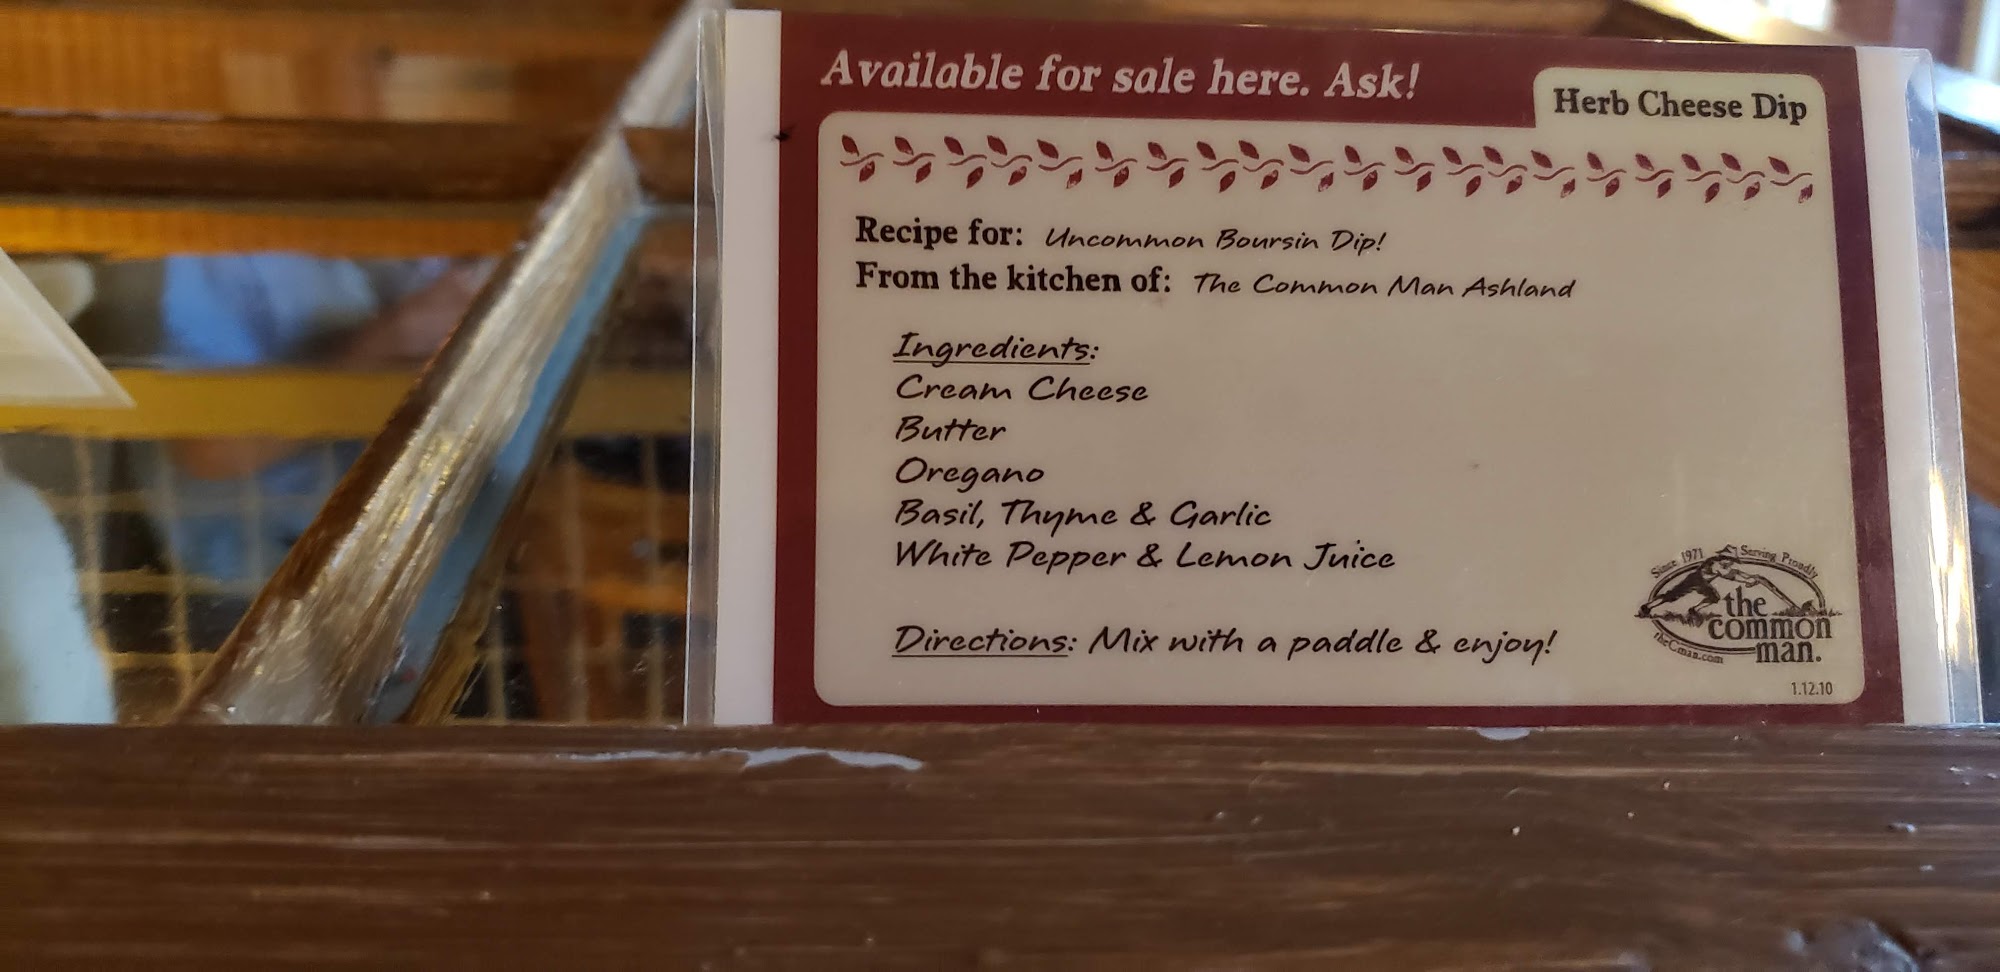 Available for sale here. Ask!
Herb Cheese Dip
Recipe for: Uncommon Boursin Dip!
From the kitchen of: The Common Man Ashland
Ingredients:
Cream Cheese
Butter
Oregano
Basil, Thyme & Garlic
White Pepper & Lemon Juice
Directions: Mix with a paddle & enjoy!
Since 1971 Serving Proudly
the
common
man.
theCman.com
1.12.10